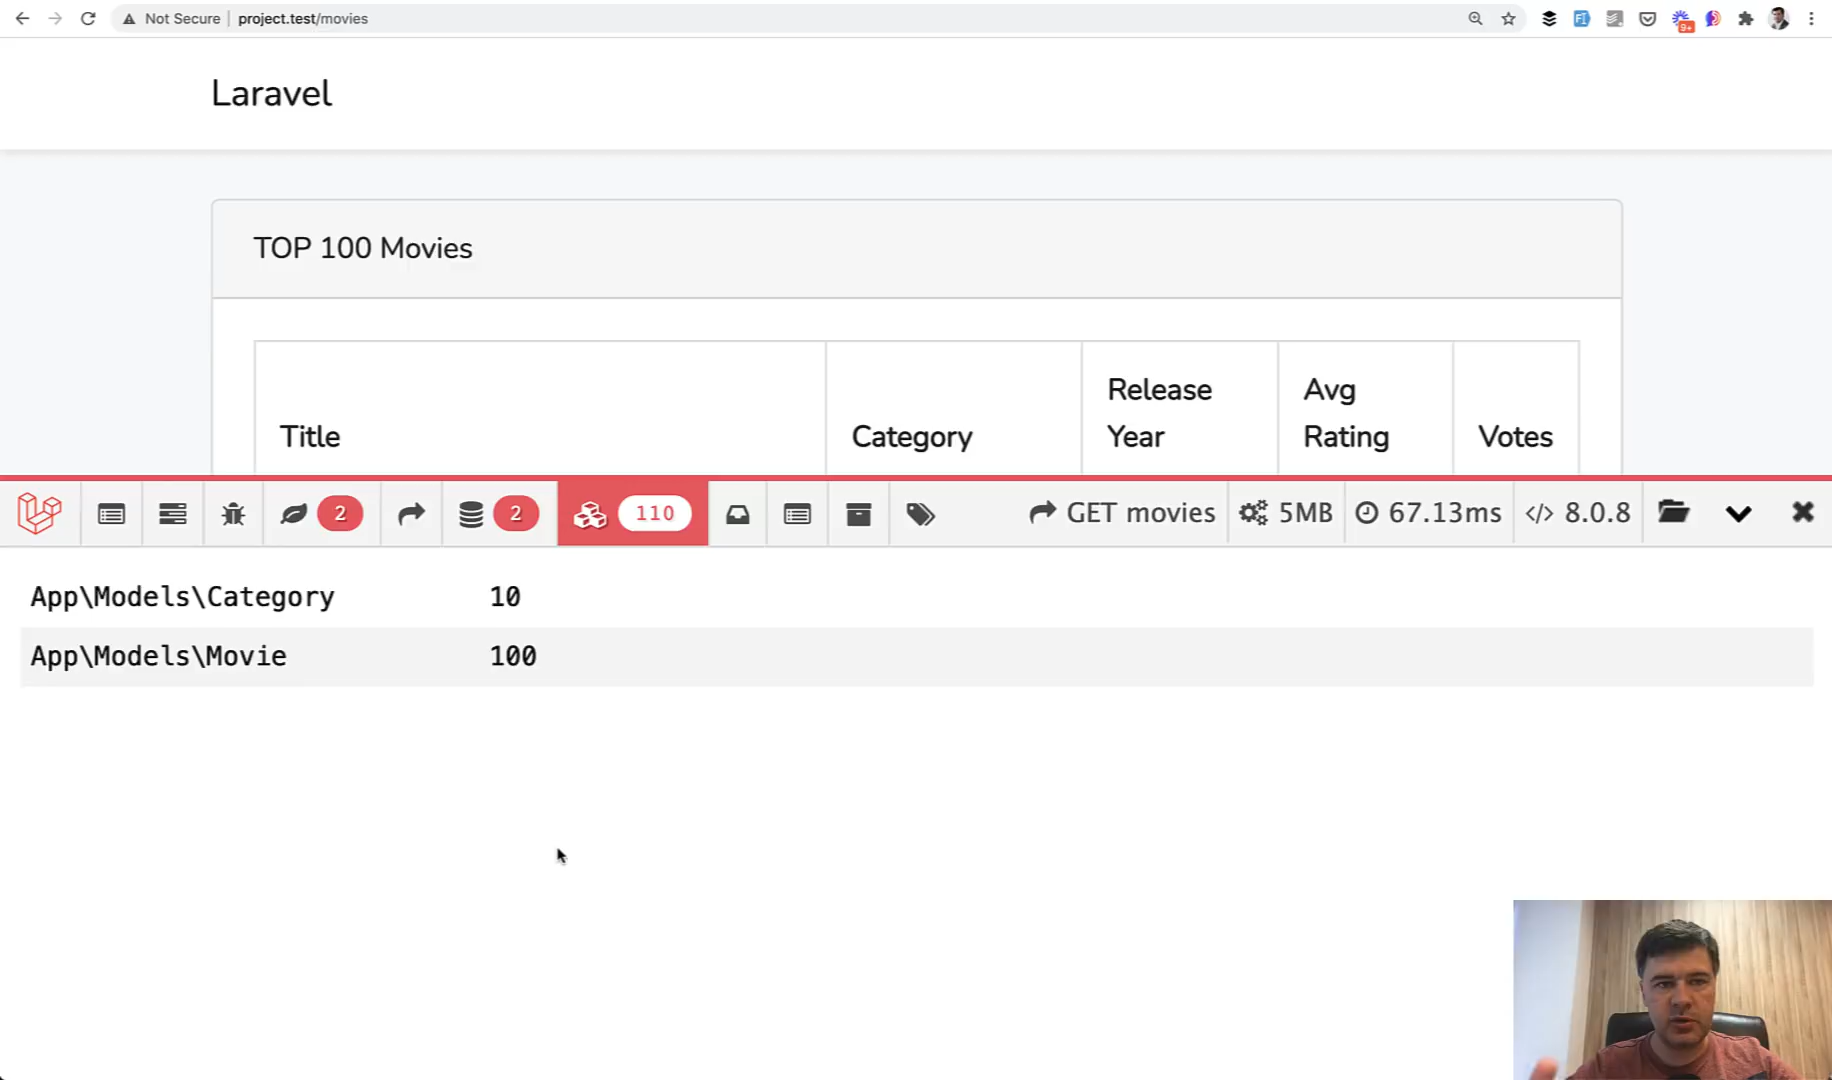 Not Secure
project.test/movies
9+
Laravel
TOP 100 Movies
Title
Category
Release
Year
Avg
Rating
Votes
2
2
110
GET movies
5MB
67.13ms
</> 8.0.8
App\Models\Category 10
App\Models\Movie 100